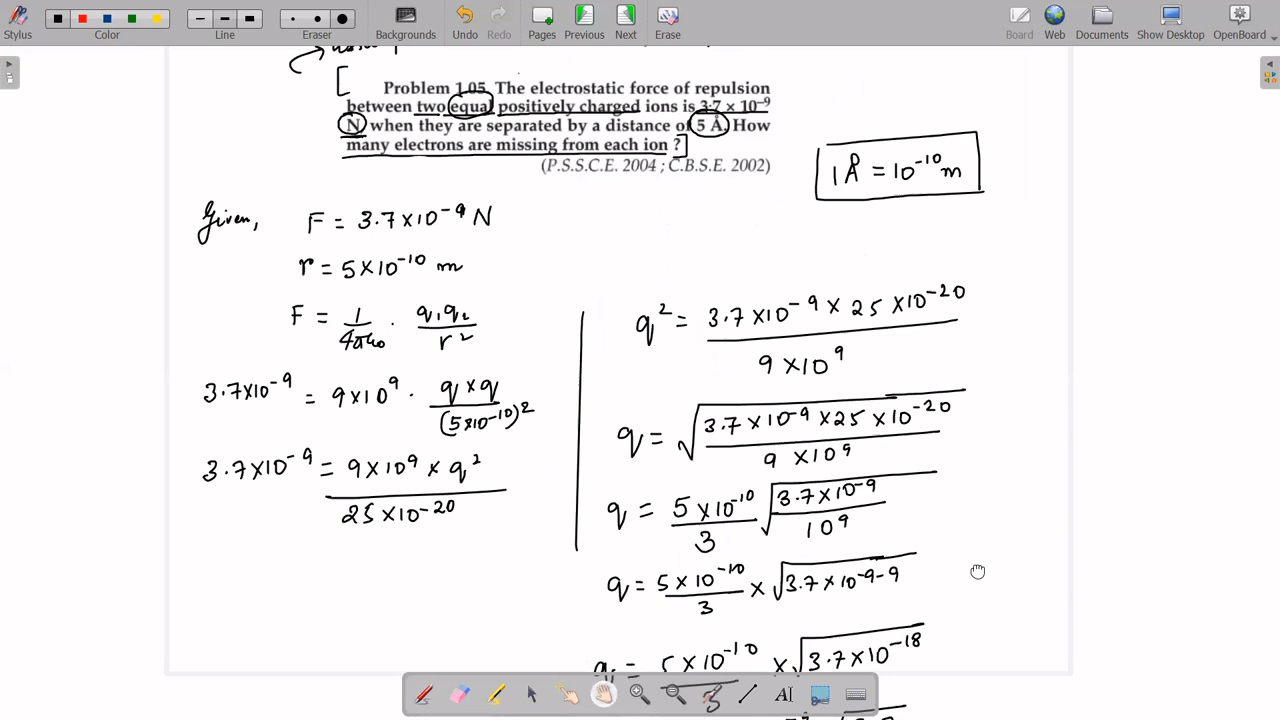 Stylus Color Line Eraser Backgrounds Undo Redo Pages Previous Next Erase Board Web Documents Show Desktop OpenBoard
Problem 1.05. The electrostatic force of repulsion
between two equal positively charged ions is 3·7 × 10⁻⁹
N when they are separated by a distance of 5 Å. How
many electrons are missing from each ion ?
(P.S.S.C.E. 2004 ; C.B.S.E. 2002)
1 Å = 10⁻¹⁰ m
Given, F = 3.7×10⁻⁹ N
r = 5×10⁻¹⁰ m
F = 1/4πε₀ · q₁q₂/r²
3.7×10⁻⁹ = 9×10⁹ · q×q/(5×10⁻¹⁰)²
3.7×10⁻⁹ = 9×10⁹ × q²/25×10⁻²⁰
q² = 3.7×10⁻⁹ × 25 ×10⁻²⁰/9×10⁹
q = √(3.7×10⁻⁹ ×25 ×10⁻²⁰/9 ×10⁹)
q = 5×10⁻¹⁰/3 √(3.7×10⁻⁹/10⁹)
q = 5×10⁻¹⁰/3 × √(3.7×10⁻⁹⁻⁹)
q = 5×10⁻¹⁰ × √(3.7×10⁻¹⁸)